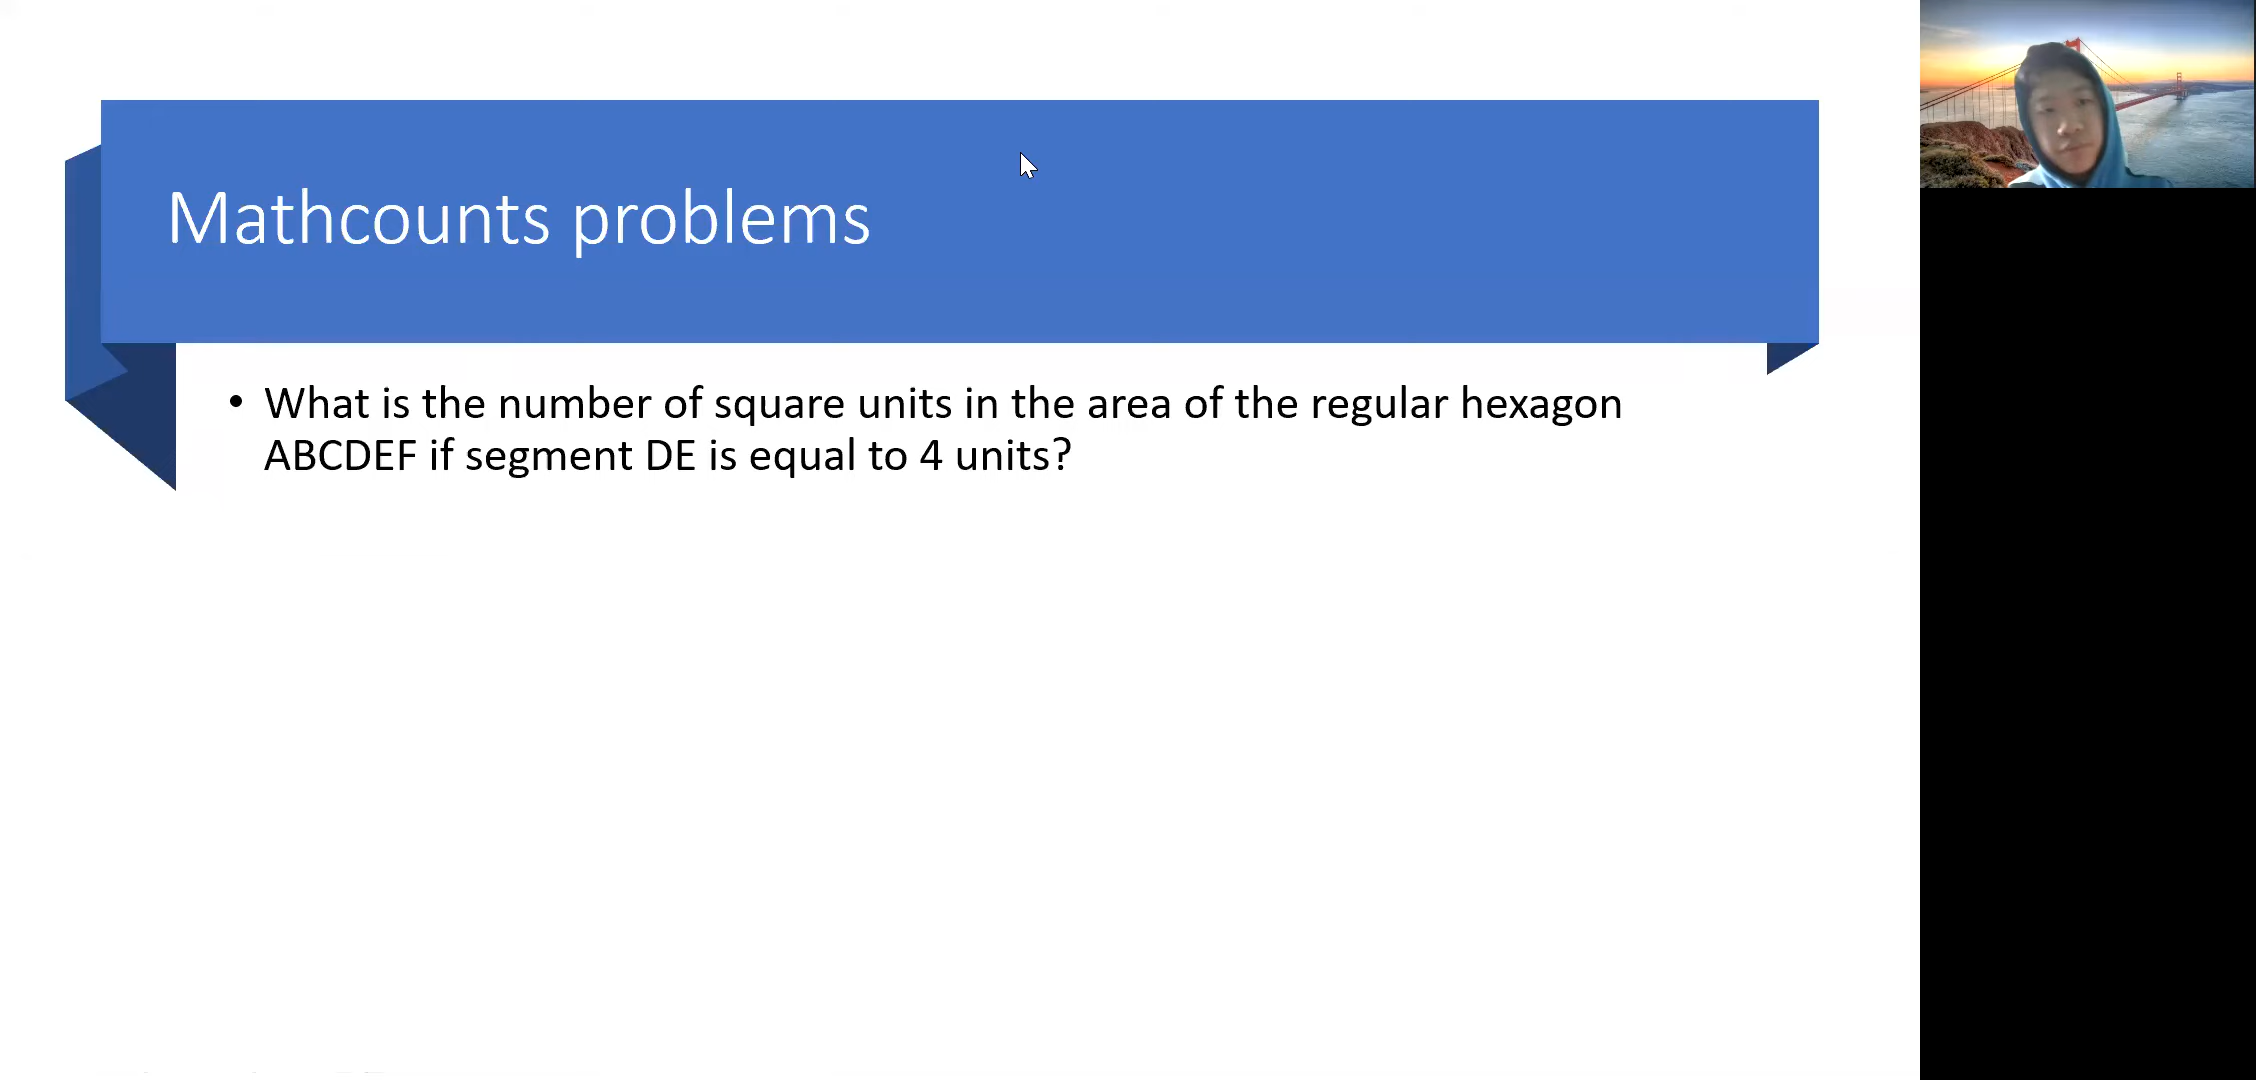 Mathcounts problems
• What is the number of square units in the area of the regular hexagon
ABCDEF if segment DE is equal to 4 units?